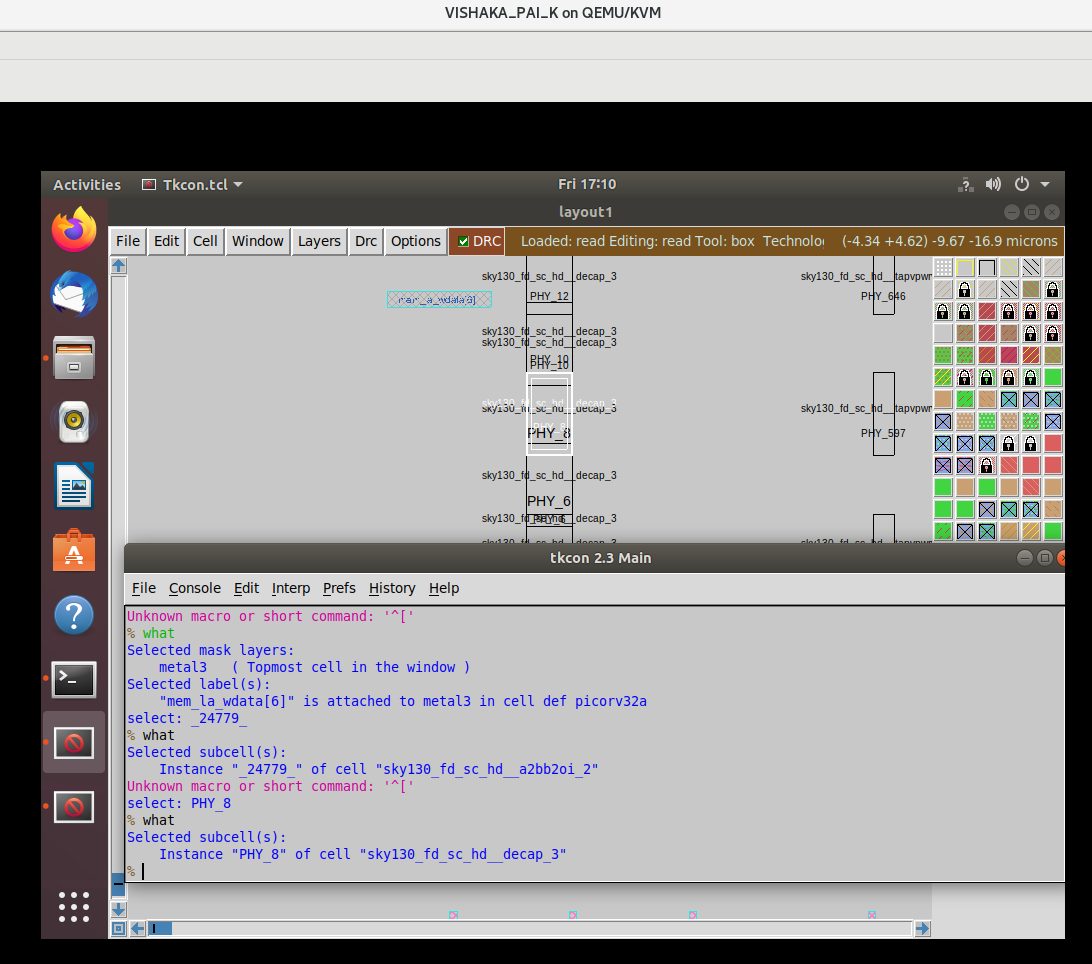 VISHAKA_PAI_K on QEMU/KVM
Activities Tkcon.tcl Fri 17:10
layout1
File Edit Cell Window Layers Drc Options DRC Loaded: read Editing: read Tool: box Technolo (-4.34 +4.62) -9.67 -16.9 microns
sky130_fd_sc_hd__decap_3 sky130_fd_sc_hd__tapvpwr
PHY_12 PHY_646
sky130_fd_sc_hd__decap_3
sky130_fd_sc_hd__decap_3
PHY_10
PHY_10
sky130_fd_sc_hd__decap_3
sky130_fd_sc_hd__decap_3 sky130_fd_sc_hd__tapvpwr
PHY_8 PHY_597
sky130_fd_sc_hd__decap_3
PHY_6
sky130_fd_sc_hd__decap_3
tkcon 2.3 Main
File Console Edit Interp Prefs History Help
Unknown macro or short command: '^['
% what
Selected mask layers:
metal3 ( Topmost cell in the window )
Selected label(s):
"mem_la_wdata[6]" is attached to metal3 in cell def picorv32a
select: _24779_
% what
Selected subcell(s):
Instance "_24779_" of cell "sky130_fd_sc_hd__a2bb2oi_2"
Unknown macro or short command: '^['
select: PHY_8
% what
Selected subcell(s):
Instance "PHY_8" of cell "sky130_fd_sc_hd__decap_3"
%